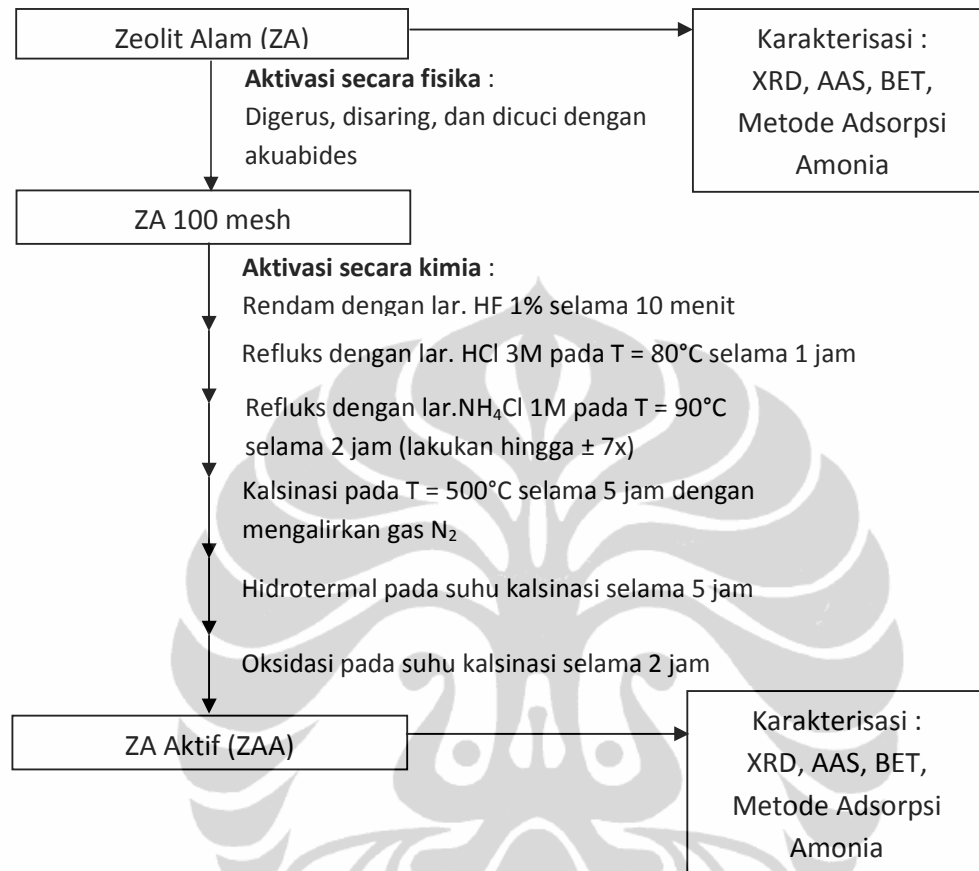 Zeolit Alam (ZA)
Karakterisasi :
XRD, AAS, BET,
Metode Adsorpsi
Amonia
Aktivasi secara fisika :
Digerus, disaring, dan dicuci dengan
akuabides
ZA 100 mesh
Aktivasi secara kimia :
Rendam dengan lar. HF 1% selama 10 menit
Refluks dengan lar. HCl 3M pada T = 80°C selama 1 jam
Refluks dengan lar.NH₄Cl 1M pada T = 90°C
selama 2 jam (lakukan hingga ± 7x)
Kalsinasi pada T = 500°C selama 5 jam dengan
mengalirkan gas N₂
Hidrotermal pada suhu kalsinasi selama 5 jam
Oksidasi pada suhu kalsinasi selama 2 jam
ZA Aktif (ZAA)
Karakterisasi :
XRD, AAS, BET,
Metode Adsorpsi
Amonia